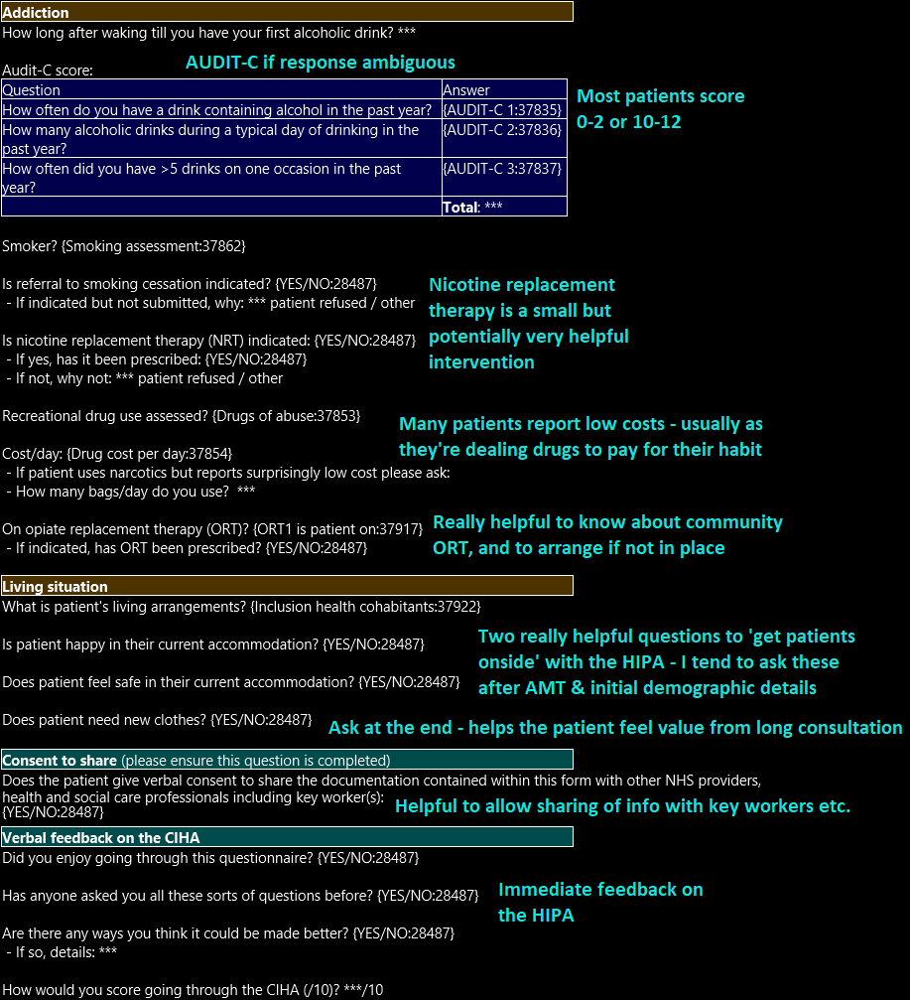 Addiction
How long after waking till you have your first alcoholic drink? ***
AUDIT-C if response ambiguous
Audit-C score:
Question Answer
How often do you have a drink containing alcohol in the past year? {AUDIT-C 1:37835}
How many alcoholic drinks during a typical day of drinking in the {AUDIT-C 2:37836}
past year?
How often did you have >5 drinks on one occasion in the past {AUDIT-C 3:37837}
year?
Total: ***
Most patients score
0-2 or 10-12
Smoker? {Smoking assessment:37862}
Is referral to smoking cessation indicated? {YES/NO:28487}
- If indicated but not submitted, why: *** patient refused / other
Is nicotine replacement therapy (NRT) indicated: {YES/NO:28487}
- If yes, has it been prescribed: {YES/NO:28487}
- If not, why not: *** patient refused / other
Nicotine replacement
therapy is a small but
potentially very helpful
intervention
Recreational drug use assessed? {Drugs of abuse:37853}
Cost/day: {Drug cost per day:37854}
- If patient uses narcotics but reports surprisingly low cost please ask:
- How many bags/day do you use? ***
Many patients report low costs - usually as
they're dealing drugs to pay for their habit
On opiate replacement therapy (ORT)? {ORT1 is patient on:37917}
- If indicated, has ORT been prescribed? {YES/NO:28487}
Really helpful to know about community
ORT, and to arrange if not in place
Living situation
What is patient's living arrangements? {Inclusion health cohabitants:37922}
Is patient happy in their current accommodation? {YES/NO:28487}
Does patient feel safe in their current accommodation? {YES/NO:28487}
Two really helpful questions to 'get patients
onside' with the HIPA - I tend to ask these
after AMT & initial demographic details
Does patient need new clothes? {YES/NO:28487}
Ask at the end - helps the patient feel value from long consultation
Consent to share (please ensure this question is completed)
Does the patient give verbal consent to share the documentation contained within this form with other NHS providers,
health and social care professionals including key worker(s):
{YES/NO:28487}
Helpful to allow sharing of info with key workers etc.
Verbal feedback on the CIHA
Did you enjoy going through this questionnaire? {YES/NO:28487}
Has anyone asked you all these sorts of questions before? {YES/NO:28487}
Immediate feedback on
the HIPA
Are there any ways you think it could be made better? {YES/NO:28487}
- If so, details: ***
How would you score going through the CIHA (/10)? ***/10